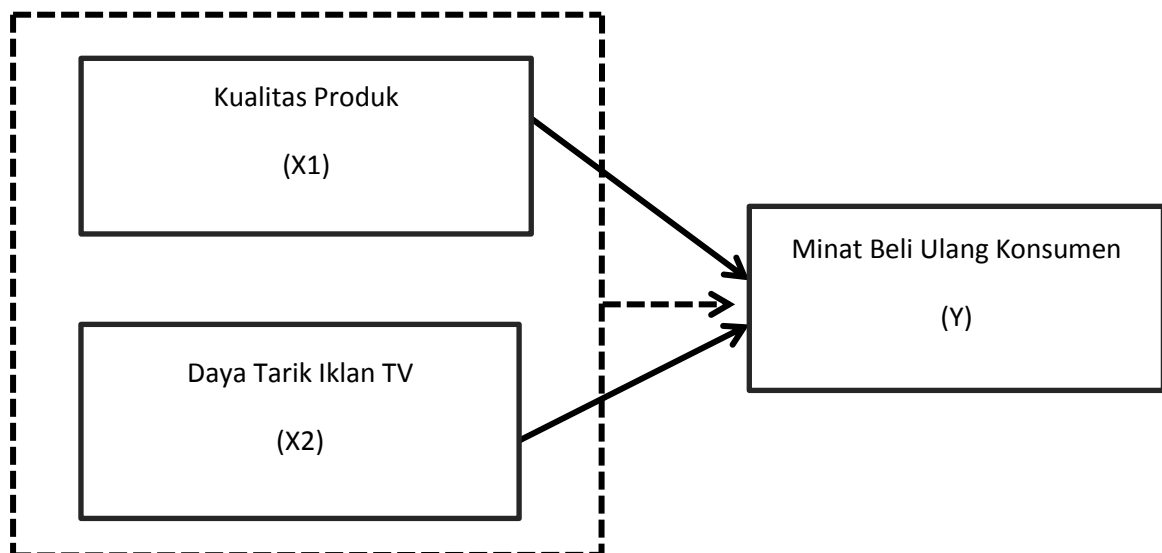 Kualitas Produk
(X1)
Minat Beli Ulang Konsumen
(Y)
Daya Tarik Iklan TV
(X2)